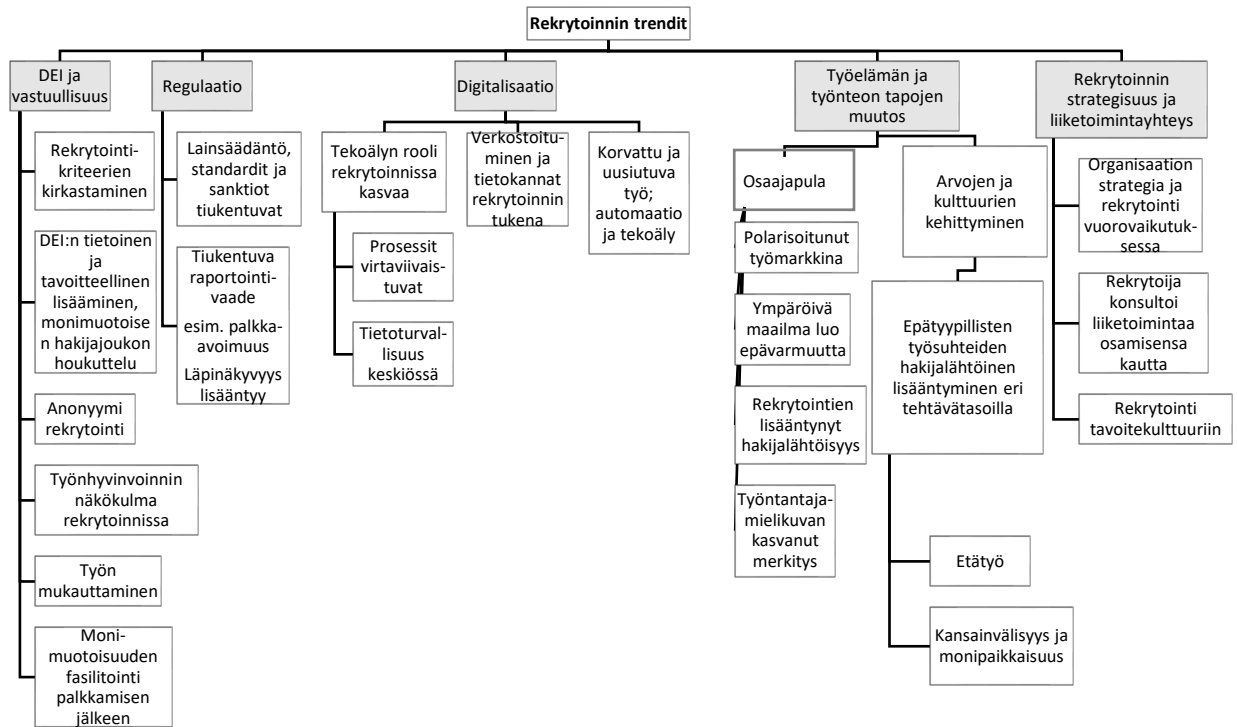 Rekrytoinnin trendit
DEI ja
vastuullisuus
Rekrytointi-
kriteerien
kirkastaminen
DEI:n tietoinen
ja
tavoitteellinen
lisääminen,
monimuotoise
n hakijajoukon
houkuttelu
Anonyymi
rekrytointi
Työnhyvinvoinnin
näkökulma
rekrytoinnissa
Työn
mukauttaminen
Moni-
muotoisuuden
fasilitointi
palkkamisen
jälkeen
Regulaatio
Lainsäädäntö,
standardit ja
sanktiot
tiukentuvat
Tiukentuva
raportointi-
vaade
esim. palkka-
avoimuus
Läpinäkyvyys
lisääntyy
Digitalisaatio
Tekoälyn rooli
rekrytoinnissa
kasvaa
Prosessit
virtaviivais-
tuvat
Tietoturval-
lisuus
keskiössä
Verkostoitu-
minen ja
tietokannat
rekrytoinnin
tukena
Korvattu ja
uusiutuva
työ;
automaatio
ja tekoäly
Työelämän ja
työnteon tapojen
muutos
Osaajapula
Polarisoitunut
työmarkkina
Ympäröivä
maailma luo
epävarmuutta
Rekrytointien
lisääntynyt
hakijalähtöisyys
Työntantaja-
mielikuvan
kasvanut
merkitys
Arvojen ja
kulttuurien
kehittyminen
Epätyypillisten
työsuhteiden
hakijalähtöinen
lisääntyminen eri
tehtävätasoilla
Etätyö
Kansainvälisyys ja
monipaikkaisuus
Rekrytoinnin
strategisuus ja
liiketoimintayhteys
Organisaation
strategia ja
rekrytointi
vuorovaikutuk-
sessa
Rekrytoija
konsultoi
liiketoimintaa
osamisensa
kautta
Rekrytointi
tavoitekulttuuriin